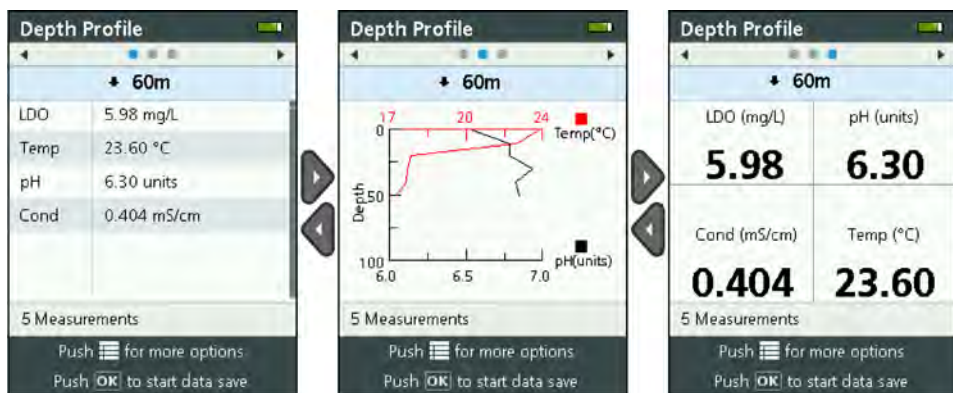 Depth Profile
60m
LDO 5.98 mg/L
Temp 23.60 °C
pH 6.30 units
Cond 0.404 mS/cm
5 Measurements
Push for more options
Push OK to start data save
Depth Profile
60m
17 20 24
Temp(°C)
0
50
100
Depth
pH(units)
6.0 6.5 7.0
5 Measurements
Push for more options
Push OK to start data save
Depth Profile
60m
LDO (mg/L) pH (units)
5.98 6.30
Cond (mS/cm) Temp (°C)
0.404 23.60
5 Measurements
Push for more options
Push OK to start data save